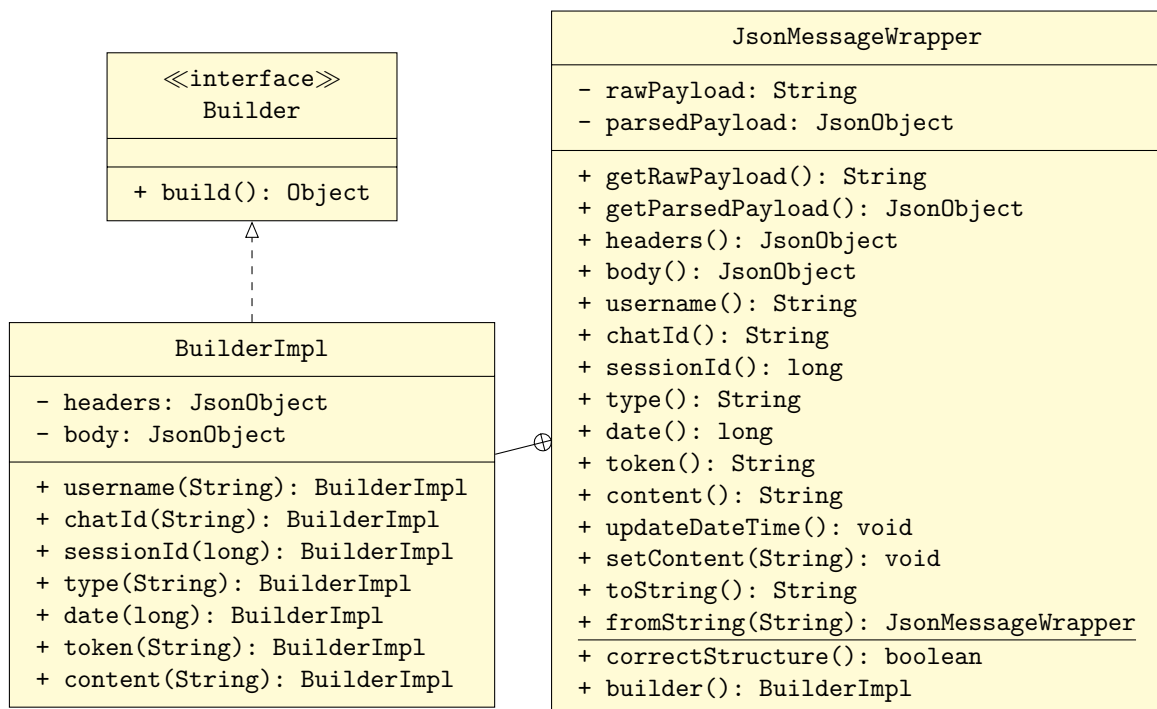 ≪interface≫
Builder
+ build(): Object
BuilderImpl
- headers: JsonObject
- body: JsonObject
+ username(String): BuilderImpl
+ chatId(String): BuilderImpl
+ sessionId(long): BuilderImpl
+ type(String): BuilderImpl
+ date(long): BuilderImpl
+ token(String): BuilderImpl
+ content(String): BuilderImpl
JsonMessageWrapper
- rawPayload: String
- parsedPayload: JsonObject
+ getRawPayload(): String
+ getParsedPayload(): JsonObject
+ headers(): JsonObject
+ body(): JsonObject
+ username(): String
+ chatId(): String
+ sessionId(): long
+ type(): String
+ date(): long
+ token(): String
+ content(): String
+ updateDateTime(): void
+ setContent(String): void
+ toString(): String
+ fromString(String): JsonMessageWrapper
+ correctStructure(): boolean
+ builder(): BuilderImpl